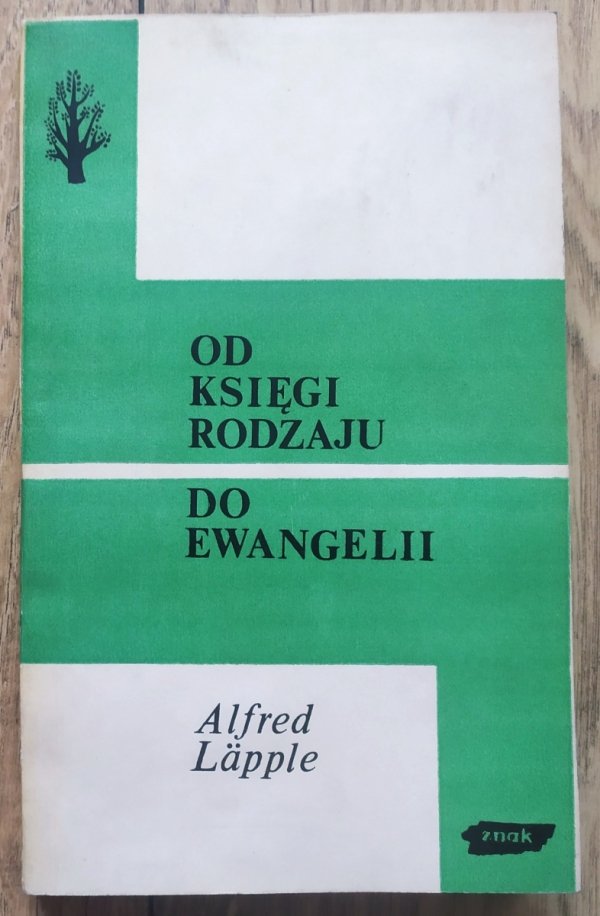 OD
KSIĘGI
RODZAJU
DO
EWANGELII
Alfred
Läpple
znak